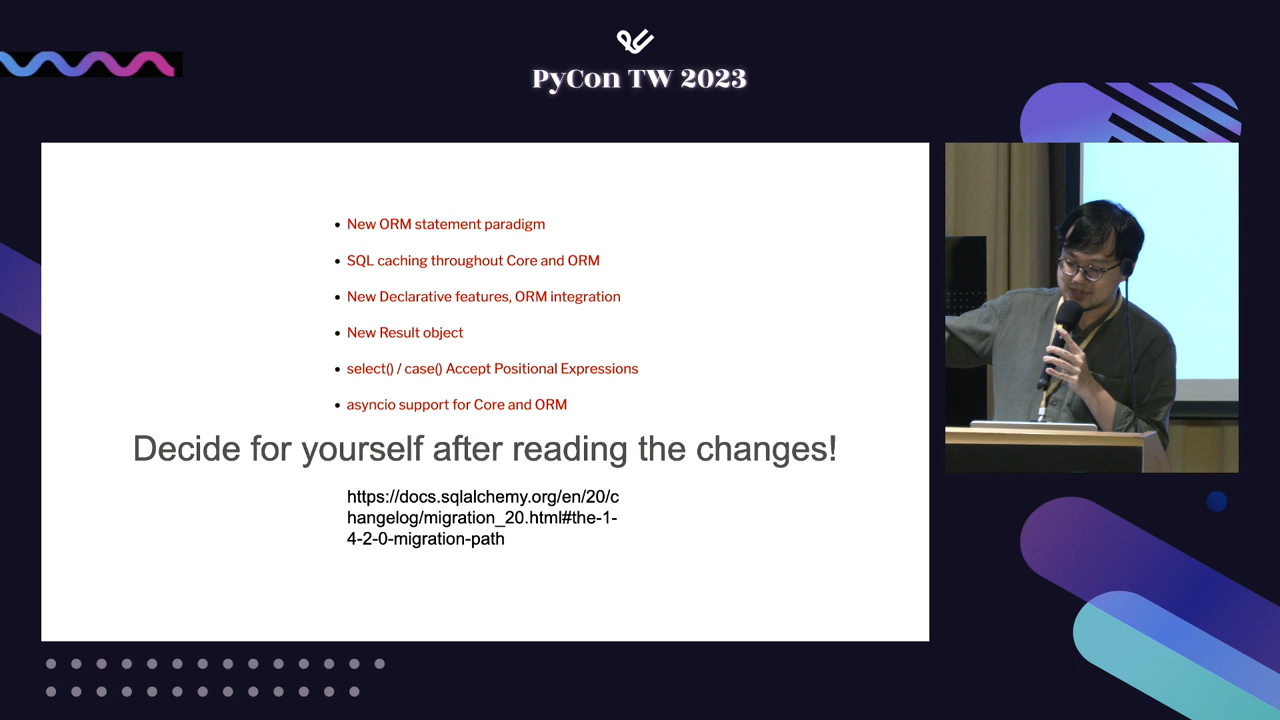 PyCon TW 2023
• New ORM statement paradigm
• SQL caching throughout Core and ORM
• New Declarative features, ORM integration
• New Result object
• select() / case() Accept Positional Expressions
• asyncio support for Core and ORM
Decide for yourself after reading the changes!
https://docs.sqlalchemy.org/en/20/c
hangelog/migration_20.html#the-1-
4-2-0-migration-path